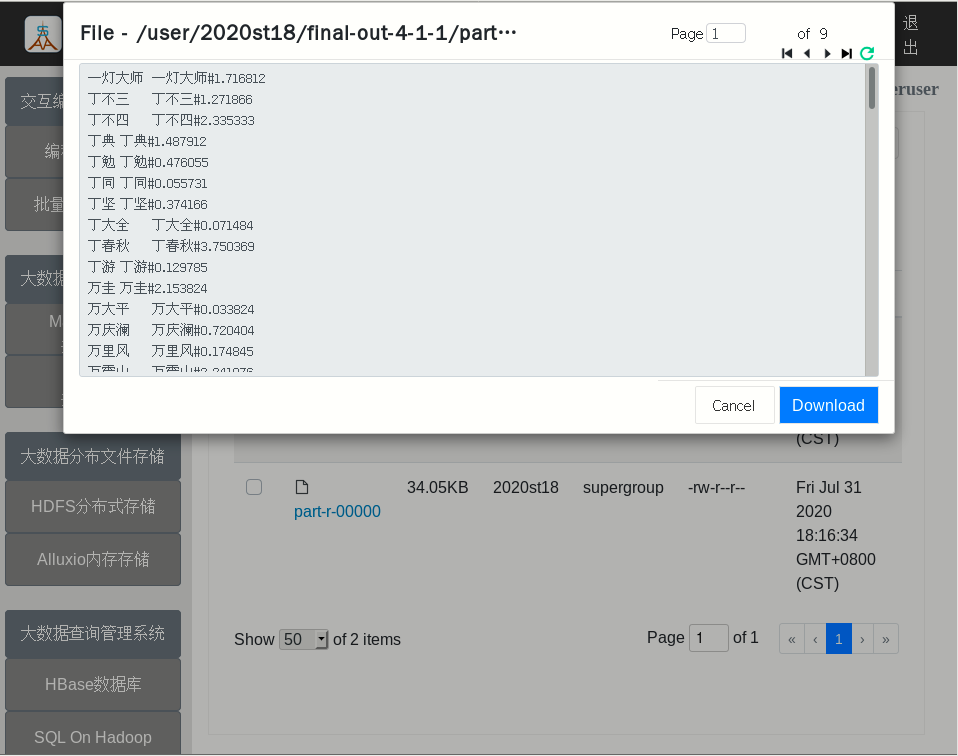 File - /user/2020st18/final-out-4-1-1/part···
Page 1 of 9
退出
一灯大师 一灯大师#1.716812
丁不三 丁不三#1.271866
丁不四 丁不四#2.335333
丁典 丁典#1.487912
丁勉 丁勉#0.476055
丁同 丁同#0.055731
丁坚 丁坚#0.374166
丁大全 丁大全#0.071484
丁春秋 丁春秋#3.750369
丁游 丁游#0.129785
万圭 万圭#2.153824
万大平 万大平#0.033824
万庆澜 万庆澜#0.720404
万里风 万里风#0.174845
Cancel
Download
eruser
交互编
编
批量
大数据
M
大数据分布文件存储
HDFS分布式存储
Alluxio内存存储
大数据查询管理系统
HBase数据库
SQL On Hadoop
(CST)
part-r-00000 34.05KB 2020st18 supergroup -rw-r--r-- Fri Jul 31
2020
18:16:34
GMT+0800
(CST)
Show 50 of 2 items
Page 1 of 1 « ‹ 1 › »